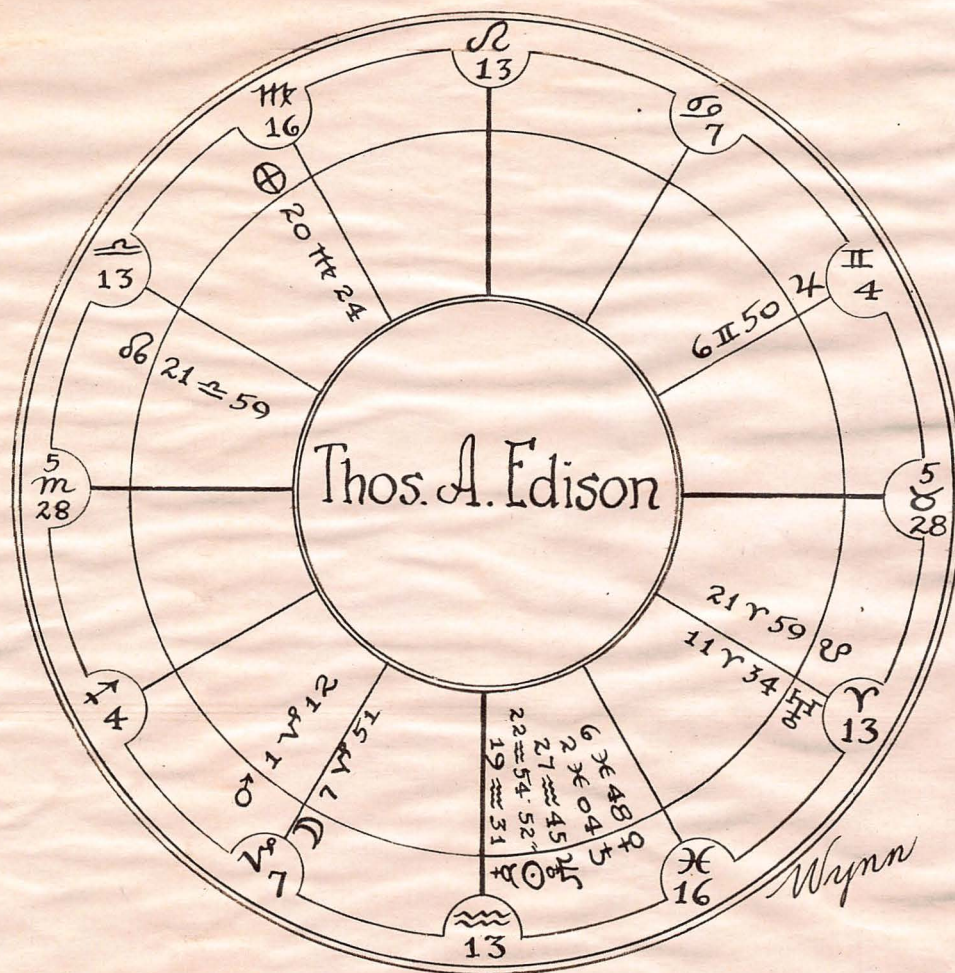 ♌
13
♍
16
♋
7
⊗ 20 ♍ 24
♎
13
♊
4
6 ♊ 50 ♃
☊ 21 ♎ 59
Thos. A. Edison
5
♏
28
5
♉
28
21 ♈ 59 ☋
11 ♈ 34 ♅
♈
13
♐
4
♂ 1 ♑ 12
☽ 7 ♑ 51
♑
7
19 ♒ 31 ☿
22 ♒ 54' 52" ☉
27 ♒ 45 ♆
2 ♓ 04 ♄
6 ♓ 48 ♀
♒
13
♓
16
Wynn